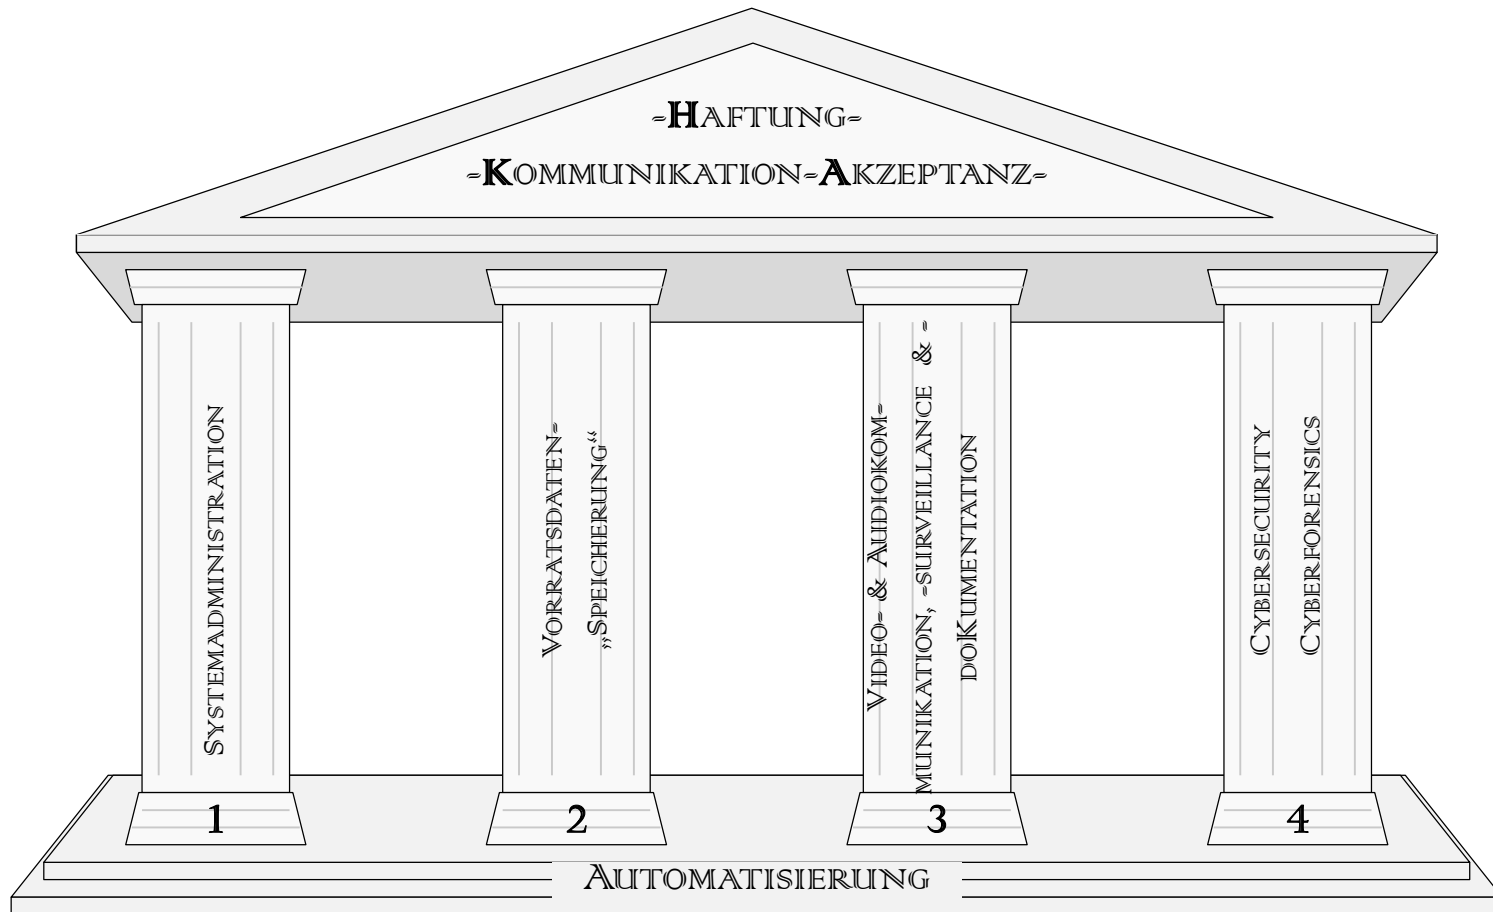 -Haftung-
-Kommunikation-Akzeptanz-
Systemadministration
Vorratsdaten-
„Speicherung“
Video- & Audiokom-
munikation, -surveillance & -
doKumentation
Cybersecurity
Cyberforensics
1
2
3
4
Automatisierung